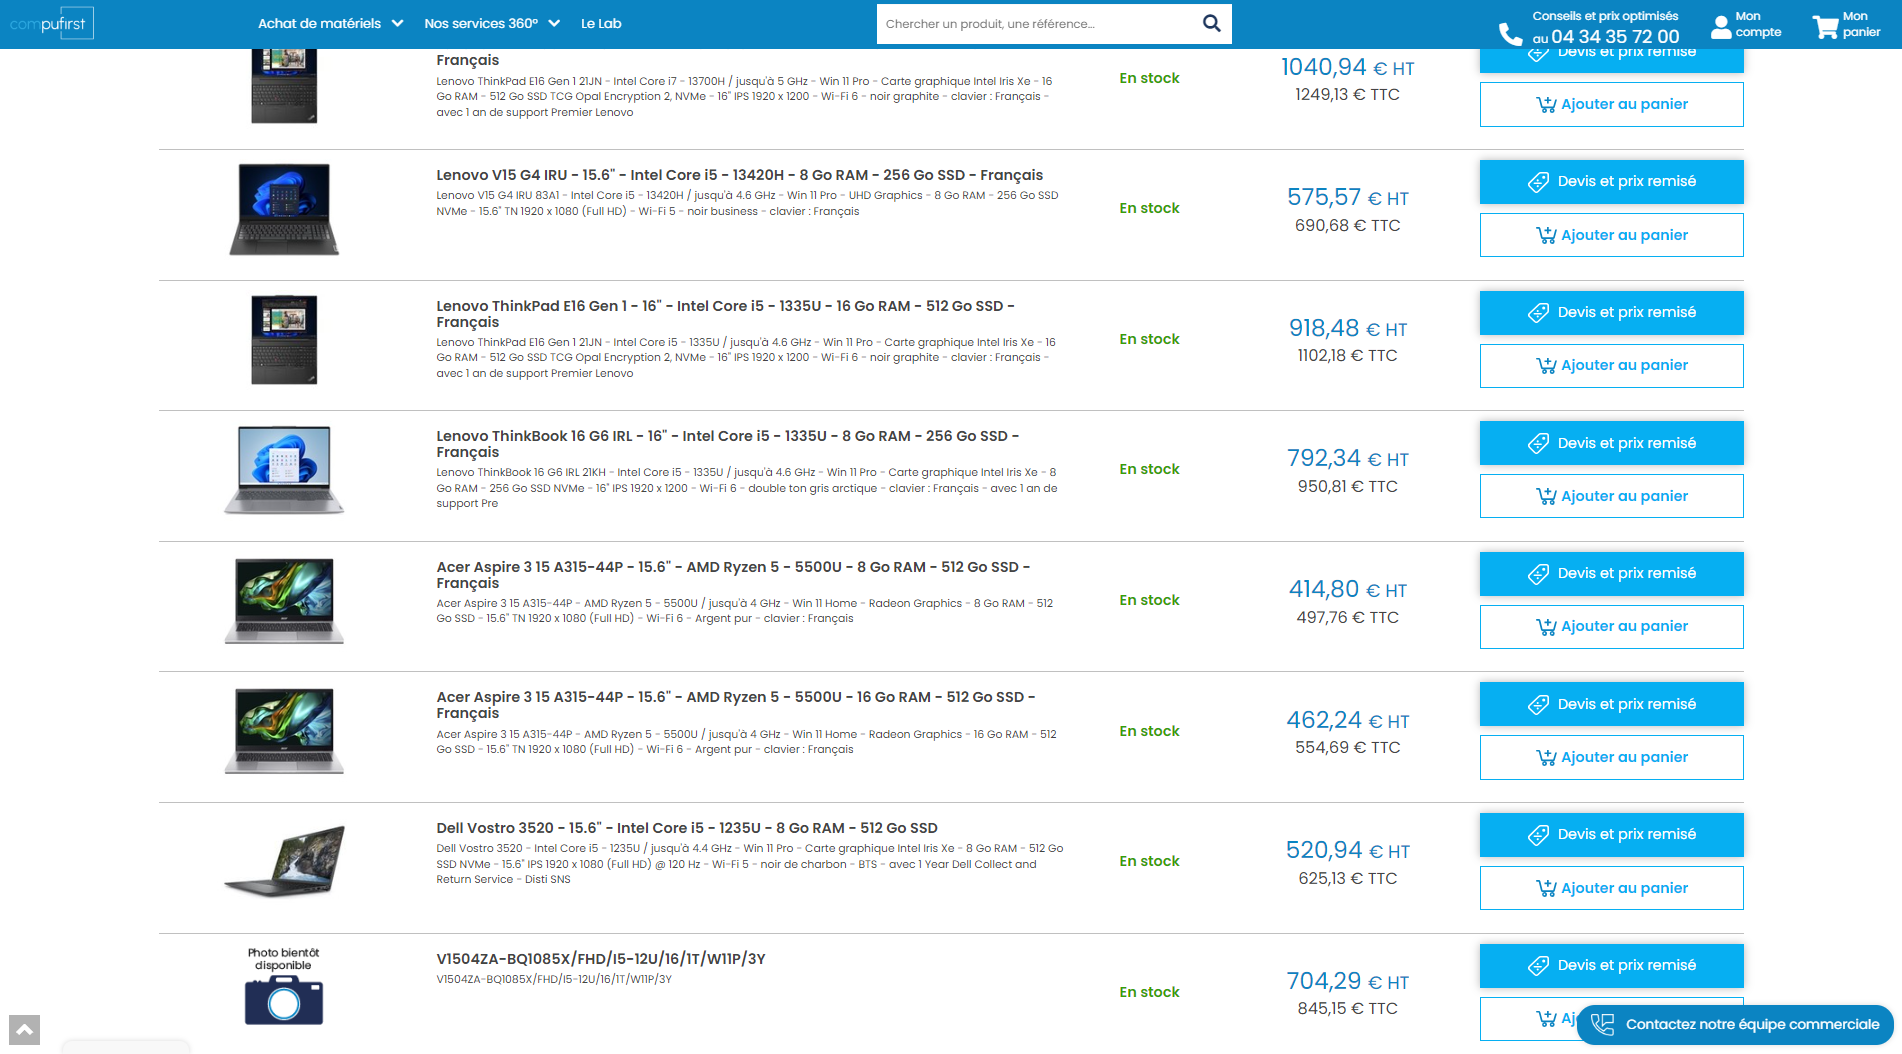 compufirst
Achat de matériels
Nos services 360°
Le Lab
Chercher un produit, une référence...
Conseils et prix optimisés
au 04 34 35 72 00
Mon
compte
Mon
panier
Français
Lenovo ThinkPad E16 Gen 1 21JN - Intel Core i7 - 13700H / jusqu'à 5 GHz - Win 11 Pro - Carte graphique Intel Iris Xe - 16
Go RAM - 512 Go SSD TCG Opal Encryption 2, NVMe - 16" IPS 1920 x 1200 - Wi-Fi 6 - noir graphite - clavier : Français -
avec 1 an de support Premier Lenovo
En stock
1040,94 € HT
1249,13 € TTC
Devis et prix remisé
Ajouter au panier
Lenovo V15 G4 IRU - 15.6" - Intel Core i5 - 13420H - 8 Go RAM - 256 Go SSD - Français
Lenovo V15 G4 IRU 83A1 - Intel Core i5 - 13420H / jusqu'à 4.6 GHz - Win 11 Pro - UHD Graphics - 8 Go RAM - 256 Go SSD
NVMe - 15.6" TN 1920 x 1080 (Full HD) - Wi-Fi 5 - noir business - clavier : Français
En stock
575,57 € HT
690,68 € TTC
Devis et prix remisé
Ajouter au panier
Lenovo ThinkPad E16 Gen 1 - 16" - Intel Core i5 - 1335U - 16 Go RAM - 512 Go SSD -
Français
Lenovo ThinkPad E16 Gen 1 21JN - Intel Core i5 - 1335U / jusqu'à 4.6 GHz - Win 11 Pro - Carte graphique Intel Iris Xe - 16
Go RAM - 512 Go SSD TCG Opal Encryption 2, NVMe - 16" IPS 1920 x 1200 - Wi-Fi 6 - noir graphite - clavier : Français -
avec 1 an de support Premier Lenovo
En stock
918,48 € HT
1102,18 € TTC
Devis et prix remisé
Ajouter au panier
Lenovo ThinkBook 16 G6 IRL - 16" - Intel Core i5 - 1335U - 8 Go RAM - 256 Go SSD -
Français
Lenovo ThinkBook 16 G6 IRL 21KH - Intel Core i5 - 1335U / jusqu'à 4.6 GHz - Win 11 Pro - Carte graphique Intel Iris Xe - 8
Go RAM - 256 Go SSD NVMe - 16" IPS 1920 x 1200 - Wi-Fi 6 - double ton gris arctique - clavier : Français - avec 1 an de
support Pre
En stock
792,34 € HT
950,81 € TTC
Devis et prix remisé
Ajouter au panier
Acer Aspire 3 15 A315-44P - 15.6" - AMD Ryzen 5 - 5500U - 8 Go RAM - 512 Go SSD -
Français
Acer Aspire 3 15 A315-44P - AMD Ryzen 5 - 5500U / jusqu'à 4 GHz - Win 11 Home - Radeon Graphics - 8 Go RAM - 512
Go SSD - 15.6" TN 1920 x 1080 (Full HD) - Wi-Fi 6 - Argent pur - clavier : Français
En stock
414,80 € HT
497,76 € TTC
Devis et prix remisé
Ajouter au panier
Acer Aspire 3 15 A315-44P - 15.6" - AMD Ryzen 5 - 5500U - 16 Go RAM - 512 Go SSD -
Français
Acer Aspire 3 15 A315-44P - AMD Ryzen 5 - 5500U / jusqu'à 4 GHz - Win 11 Home - Radeon Graphics - 16 Go RAM - 512
Go SSD - 15.6" TN 1920 x 1080 (Full HD) - Wi-Fi 6 - Argent pur - clavier : Français
En stock
462,24 € HT
554,69 € TTC
Devis et prix remisé
Ajouter au panier
Dell Vostro 3520 - 15.6" - Intel Core i5 - 1235U - 8 Go RAM - 512 Go SSD
Dell Vostro 3520 - Intel Core i5 - 1235U / jusqu'à 4.4 GHz - Win 11 Pro - Carte graphique Intel Iris Xe - 8 Go RAM - 512 Go
SSD NVMe - 15.6" IPS 1920 x 1080 (Full HD) @ 120 Hz - Wi-Fi 5 - noir de charbon - BTS - avec 1 Year Dell Collect and
Return Service - Disti SNS
En stock
520,94 € HT
625,13 € TTC
Devis et prix remisé
Ajouter au panier
Photo bientôt
disponible
V1504ZA-BQ1085X/FHD/I5-12U/16/1T/W11P/3Y
V1504ZA-BQ1085X/FHD/I5-12U/16/1T/W11P/3Y
En stock
704,29 € HT
845,15 € TTC
Devis et prix remisé
Aj
Contactez notre équipe commerciale